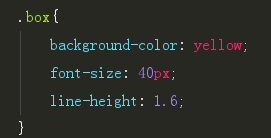 .box{
    background-color: yellow;
    font-size: 40px;
    line-height: 1.6;
}